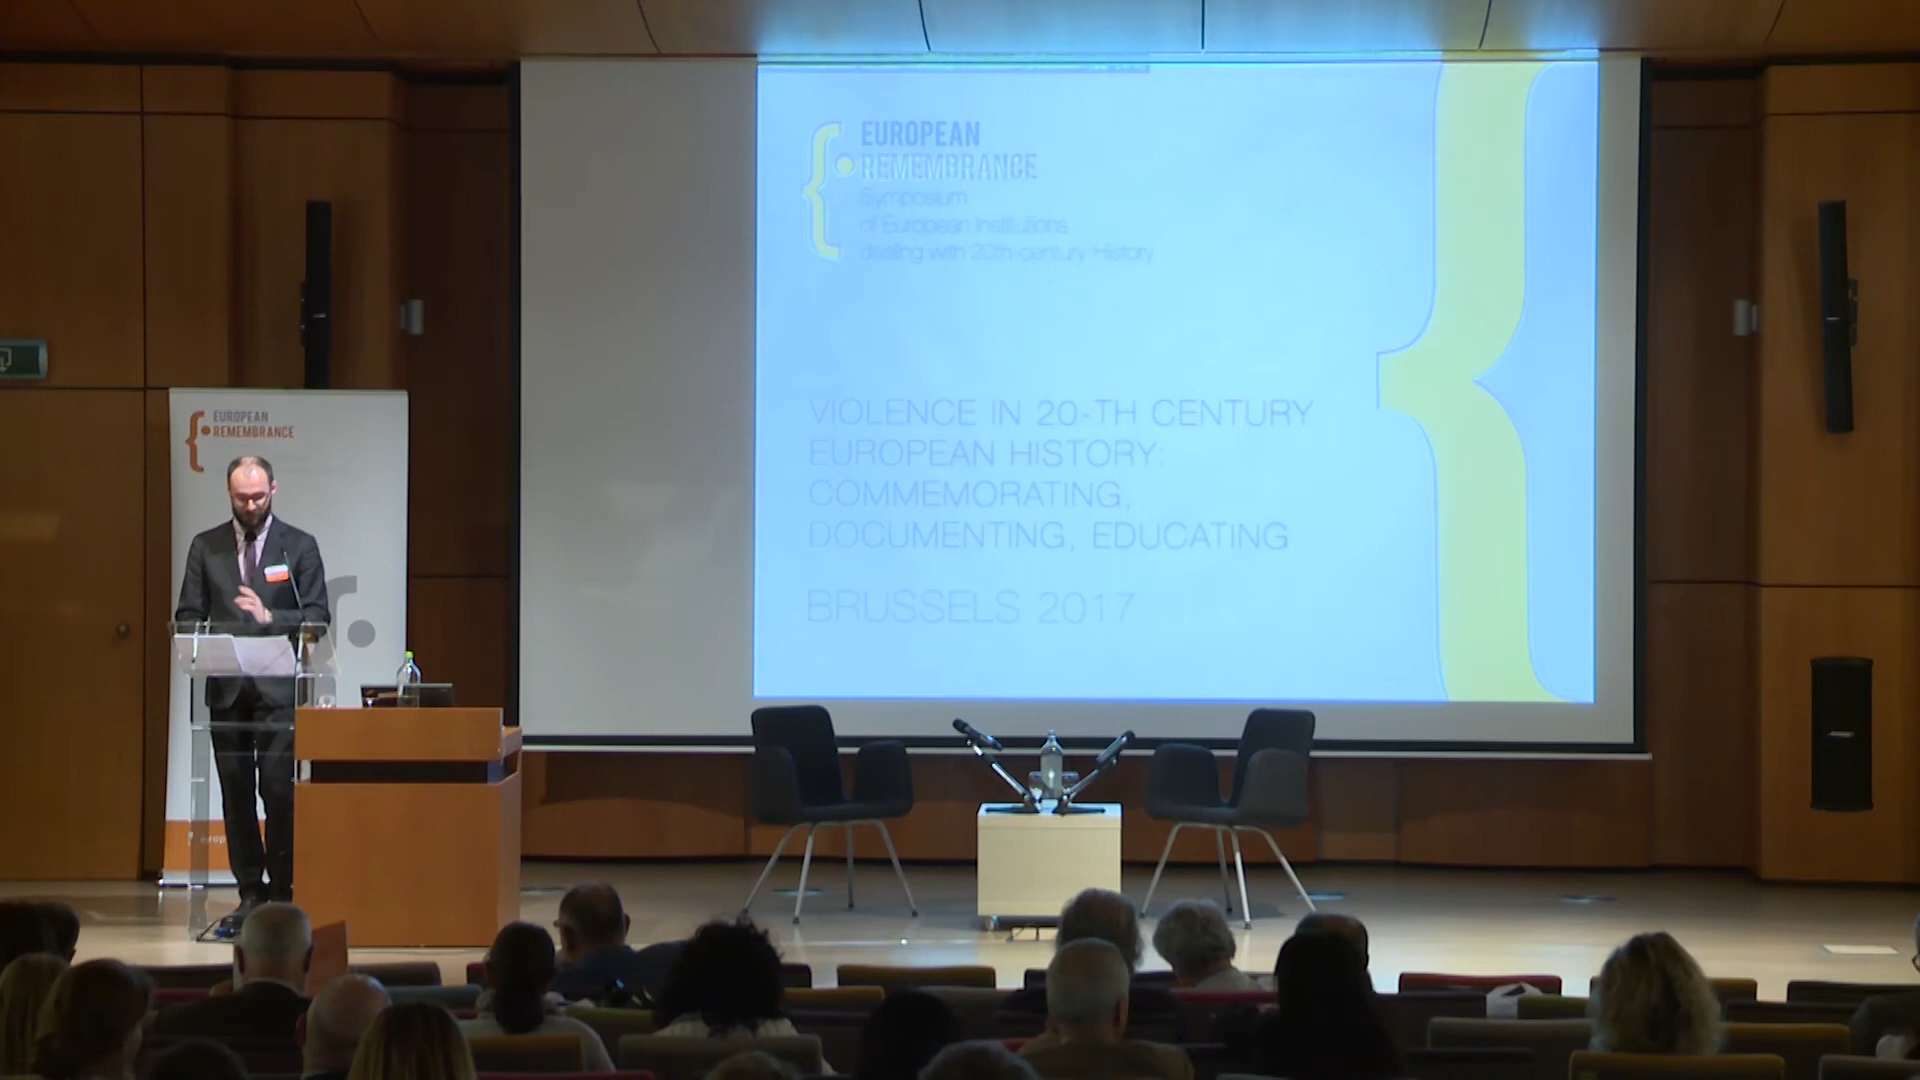 EUROPEAN
REMEMBRANCE
Symposium
of European Institutions
dealing with 20th-century History
VIOLENCE IN 20-TH CENTURY
EUROPEAN HISTORY:
COMMEMORATING,
DOCUMENTING, EDUCATING
BRUSSELS 2017
EUROPEAN
REMEMBRANCE